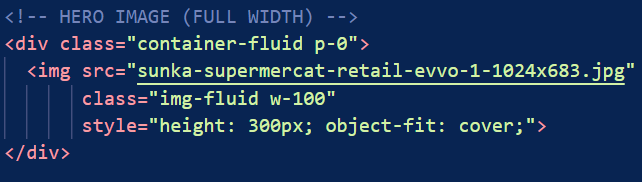 <!-- HERO IMAGE (FULL WIDTH) -->
<div class="container-fluid p-0">
<img src="sunka-supermercat-retail-evvo-1-1024x683.jpg"
class="img-fluid w-100"
style="height: 300px; object-fit: cover;">
</div>